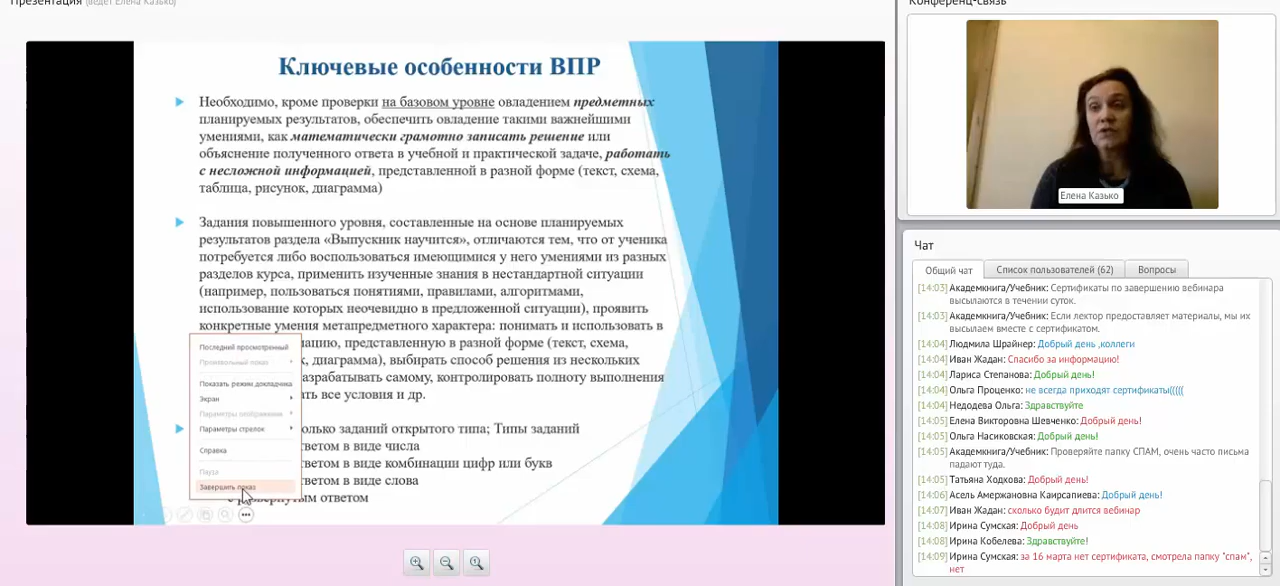 Презентация (ведет Елена Казько)
Ключевые особенности ВПР
Необходимо, кроме проверки на базовом уровне овладением предметных
планируемых результатов, обеспечить овладение такими важнейшими
умениями, как математически грамотно записать решение или
объяснение полученного ответа в учебной и практической задаче, работать
с несложной информацией, представленной в разной форме (текст, схема,
таблица, рисунок, диаграмма)
Задания повышенного уровня, составленные на основе планируемых
результатов раздела «Выпускник научится», отличаются тем, что от ученика
потребуется либо воспользоваться имеющимися у него умениями из разных
разделов курса, применить изученные знания в нестандартной ситуации
(например, пользоваться понятиями, правилами, алгоритмами,
использование которых неочевидно в предложенной ситуации), проявить
конкретные умения метапредметного характера: понимать и использовать в
мацию, представленную в разной форме (текст, схема,
к, диаграмма), выбирать способ решения из нескольких
азрабатывать самому, контролировать полноту выполнения
ать все условия и др.
олько заданий открытого типа; Типы заданий
тветом в виде числа
тветом в виде комбинации цифр или букв
тветом в виде слова
с развернутым ответом
Последний просмотренный
Произвольный показ
Показать режим докладчика
Экран
Параметры отображения
Параметры стрелок
Справка
Пауза
Завершить показ
Конференц-связь
Елена Казько
Чат
Общий чат
Список пользователей (62)
Вопросы
[14:03] Академкнига/Учебник: Сертификаты по завершению вебинара
высылаются в течении суток.
[14:03] Академкнига/Учебник: Если лектор предоставляет материалы, мы их
высылаем вместе с сертификатом.
[14:04] Людмила Шрайнер: Добрый день ,коллеги
[14:04] Иван Жадан: Спасибо за информацию!
[14:04] Лариса Степанова: Добрый день!
[14:04] Ольга Проценко: не всегда приходят сертификаты(((((
[14:04] Недодева Ольга: Здравствуйте
[14:05] Елена Викторовна Шевченко: Добрый день!
[14:05] Ольга Насиковская: Добрый день!
[14:05] Академкнига/Учебник: Проверяйте папку СПАМ, очень часто письма
падают туда.
[14:05] Татьяна Ходкова: Добрый день!
[14:06] Асель Амержановна Каирсапиева: Добрый день!
[14:07] Иван Жадан: сколько будит длится вебинар
[14:08] Ирина Сумская: Добрый день
[14:08] Ирина Кобелева: Здравствуйте!
[14:09] Ирина Сумская: за 16 марта нет сертификата, смотрела папку "спам",
нет